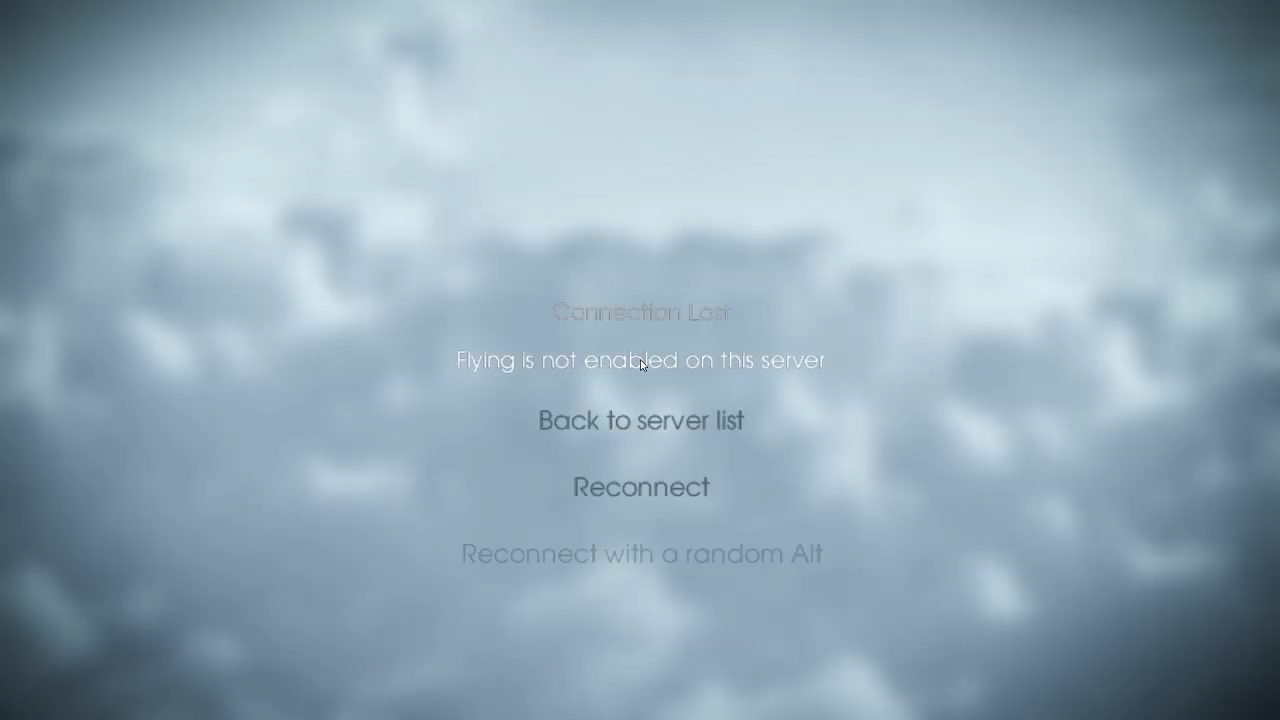 Connection Lost
Flying is not enabled on this server
Back to server list
Reconnect
Reconnect with a random Alt